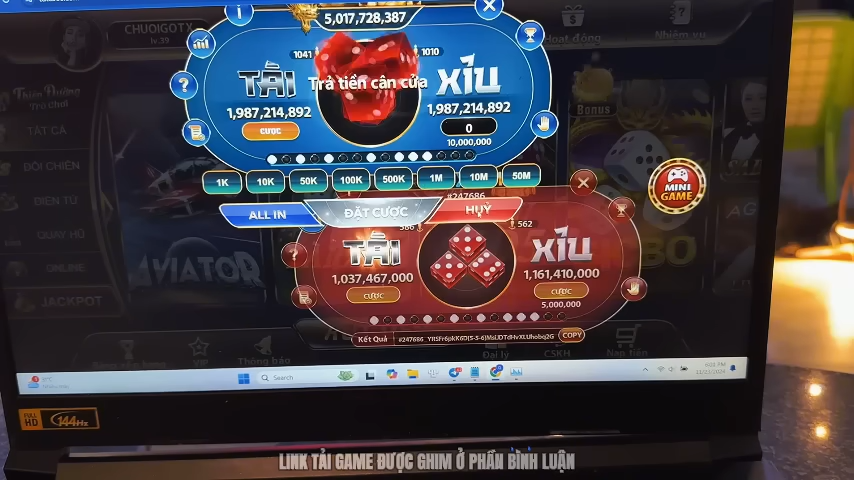 5,017,728,387
CHUOIGOTX
lv.39
Hoạt động
Nhiệm vụ
1041
1010
TÀI
Trả tiền cân cửa
XỈU
1,987,214,892
1,987,214,892
CƯỢC
0
10,000,000
Bonus
TẤT CẢ
ĐỐI CHIẾN
ĐIỆN TỬ
QUAY HŨ
ONLINE
JACKPOT
1K
10K
50K
100K
500K
1M
10M
50M
MINI GAME
#247686
ALL IN
ĐẶT CƯỢC
HUỶ
586
562
TÀI
XỈU
1,037,467,000
1,161,410,000
CƯỢC
CƯỢC
5,000,000
AVIATOR
Kết Quả
COPY
Thông báo
Đại lý
CSKH
Nạp tiền
Search
FULL HD
144Hz
LINK TẢI GAME ĐƯỢC GHIM Ở PHẦN BÌNH LUẬN